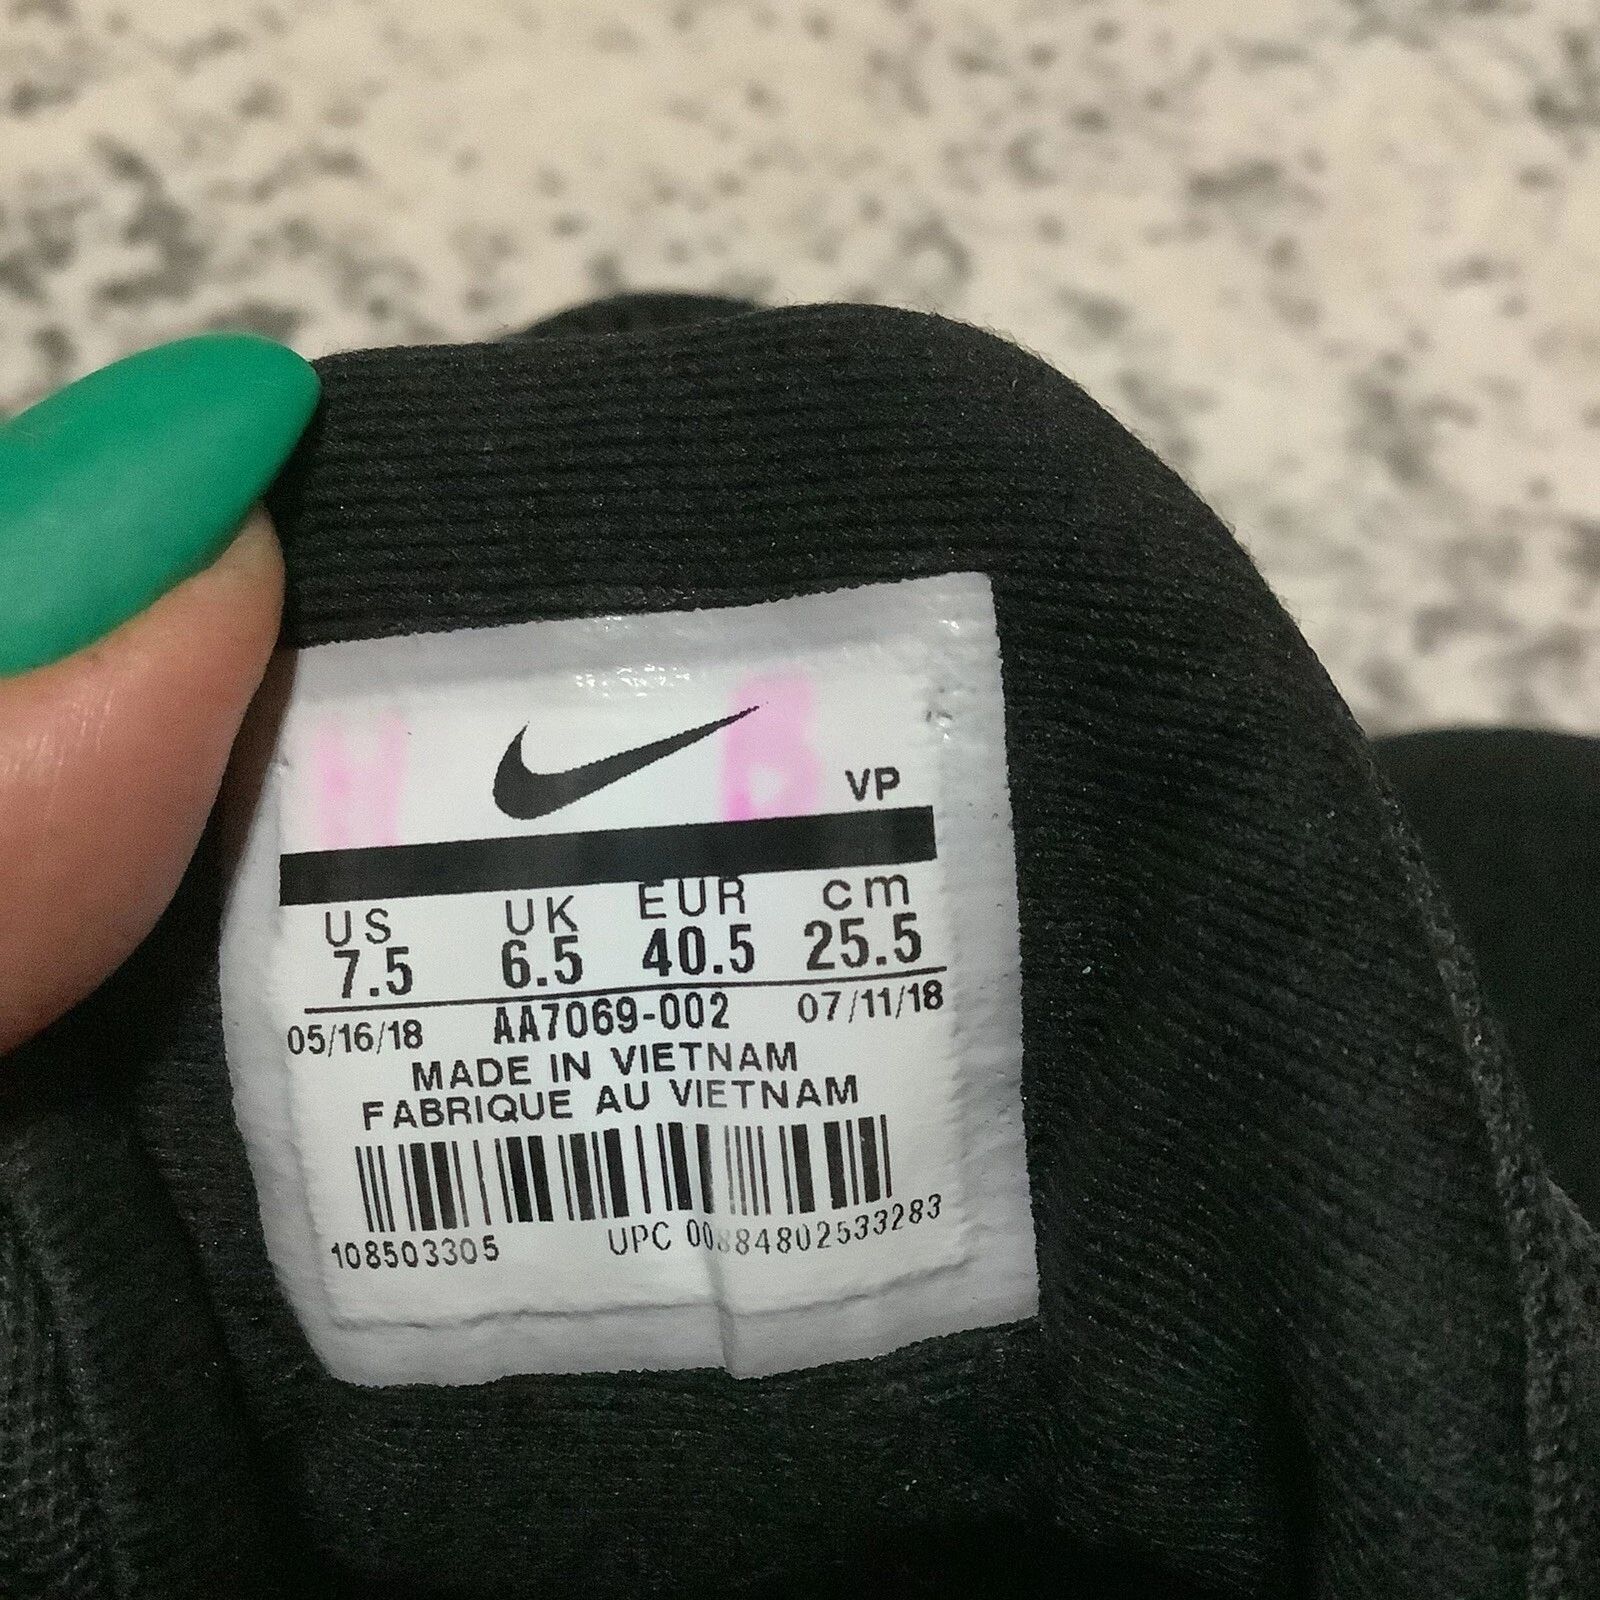 VP
US UK EUR cm
7.5 6.5 40.5 25.5
05/16/18 AA7069-002 07/11/18
MADE IN VIETNAM
FABRIQUE AU VIETNAM
108503305 UPC 00884802533283